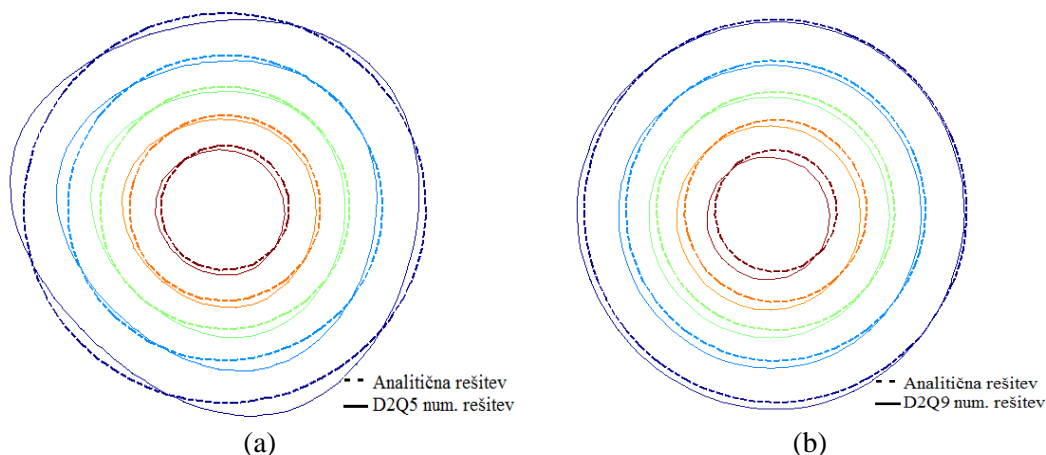 Analitična rešitev
D2Q5 num. rešitev
Analitična rešitev
D2Q9 num. rešitev
(a)
(b)